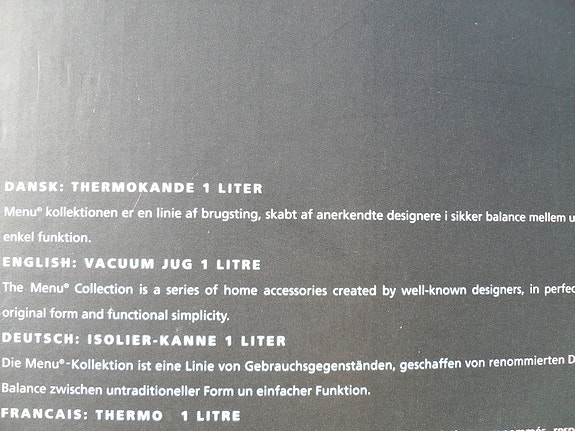 DANSK: THERMOKANDE 1 LITER
Menu® kollektionen er en linie af brugsting, skabt af anerkendte designere i sikker balance mellem
enkel funktion.
ENGLISH: VACUUM JUG 1 LITRE
The Menu® Collection is a series of home accessories created by well-known designers, in
original form and functional simplicity.
DEUTSCH: ISOLIER-KANNE 1 LITER
Die Menu®-Kollektion ist eine Linie von Gebrauchsgegenständen, geschaffen von renommierten
Balance zwischen untraditioneller Form un einfacher Funktion.
FRANCAIS: THERMO 1 LITRE